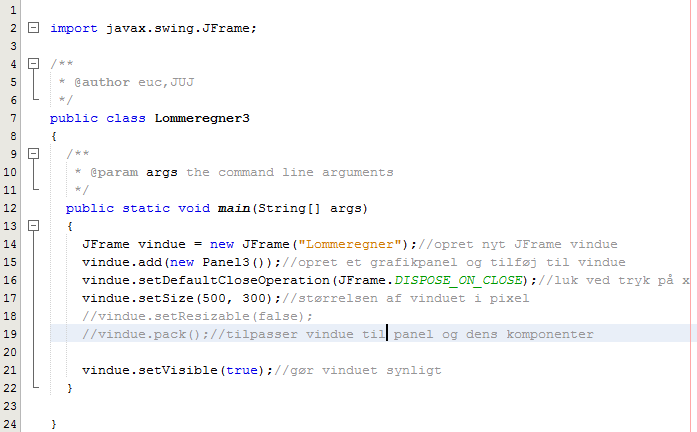 1
2 import javax.swing.JFrame;
3
4 /**
5 * @author euc,JUJ
6 */
7 public class Lommeregner3
8 {
9 /**
10 * @param args the command line arguments
11 */
12 public static void main(String[] args)
13 {
14 JFrame vindue = new JFrame("Lommeregner");//opret nyt JFrame vindue
15 vindue.add(new Panel3());//opret et grafikpanel og tilføj til vindue
16 vindue.setDefaultCloseOperation(JFrame.DISPOSE_ON_CLOSE);//luk ved tryk på x
17 vindue.setSize(500, 300);//størrelsen af vinduet i pixel
18 //vindue.setResizable(false);
19 //vindue.pack();//tilpasser vindue til panel og dens komponenter
20
21 vindue.setVisible(true);//gør vinduet synligt
22 }
23
24 }